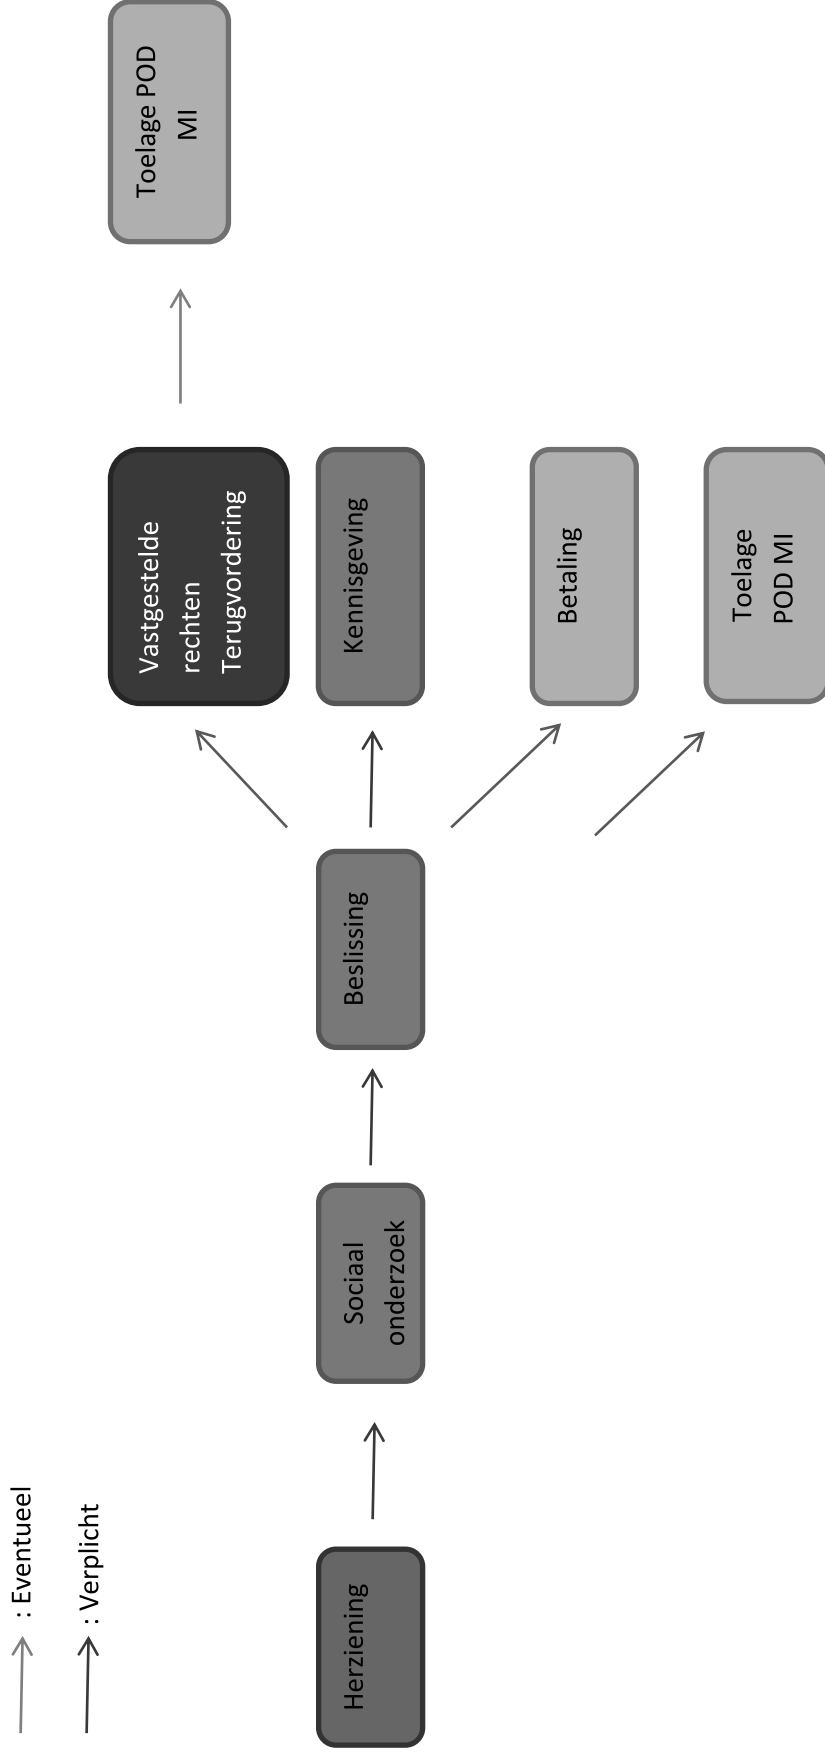 : Eventueel
: Verplicht
Herziening
Sociaal
onderzoek
Beslissing
Vastgestelde
rechten
Terugvordering
Kennisgeving
Betaling
Toelage
POD MI
Toelage POD
MI